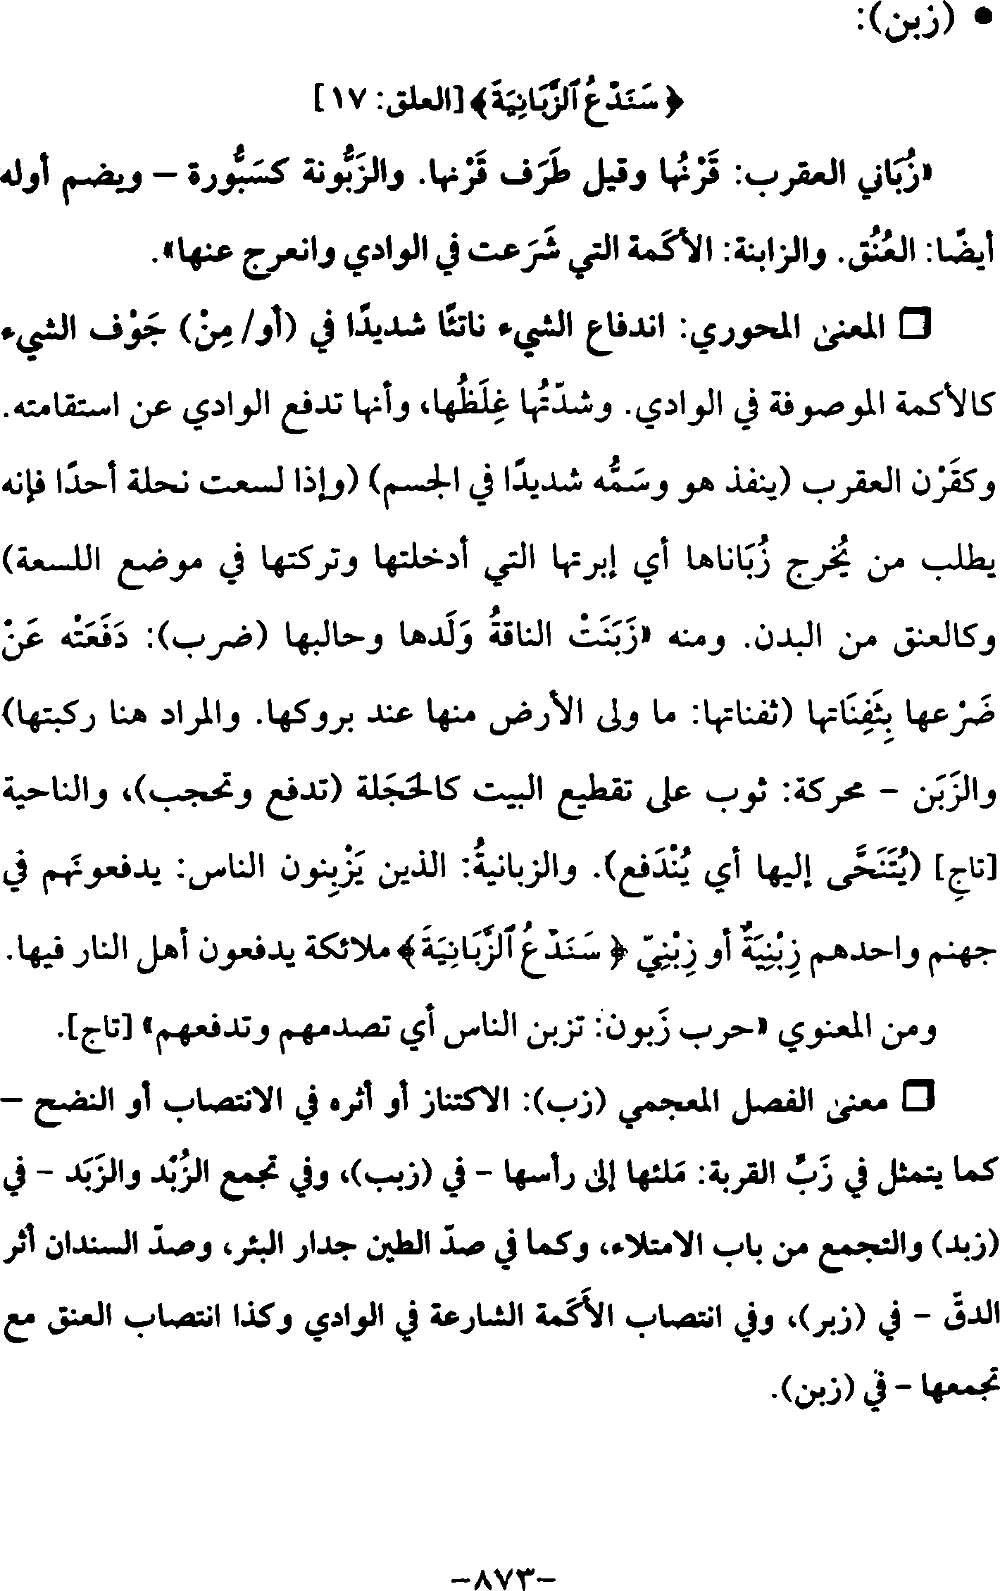 • (زبن):
﴿سَنَدْعُ ٱلزَّبَانِيَةَ﴾ [العلق: ١٧]
«زُبَانَي العقرب: قَرْنُها وقيل طَرَف قَرْنها. والزَبُّونة كسَبُّورة – ويضم أوله
أيضًا: العُنُق. والزابنة: الأكَمة التي شَرَعت في الوادي وانعرج عنها».
❒ المعنى المحوري: اندفاع الشيء ناتئًا شديدًا في (أو/ مِنْ) جَوْف الشيء
كالأكمة الموصوفة في الوادي. وشدّتُها غِلَظُها، وأنها تدفع الوادي عن استقامته.
وكقَرْن العقرب (ينفذ هو وسَمُّه شديدًا في الجسم) (وإذا لسعت نحلة أحدًا فإنه
يطلب من يُخرج زُبَاناها أي إبرتها التي أدخلتها وتركتها في موضع اللسعة)
وكالعنق من البدن. ومنه «زَبَنَتْ الناقةُ وَلَدها وحالبها (ضرب): دَفَعَتْه عَنْ
ضَرْعها بِثَفِنَاتها (ثفناتها: ما ولى الأرض منها عند بروكها. والمراد هنا ركبتها)
والزَبَن – محركة: ثوب على تقطيع البيت كالحَجَلة (تدفع وتحجب)، والناحية
[تاج] (يُتَنَحَّى إليها أي يُنْدَفع). والزبانيةُ: الذين يَزْبِنون الناس: يدفعونهم في
جهنم واحدهم زِبْنِيَةٌ أو زِبْنِيّ ﴿سَنَدْعُ ٱلزَّبَانِيَةَ﴾ ملائكة يدفعون أهل النار فيها.
ومن المعنوي «حرب زَبون: تزبن الناس أي تصدمهم وتدفعهم» [تاج].
❒ معنى الفصل المعجمي (زب): الاكتناز أو أثره في الانتصاب أو النضح –
كما يتمثل في زَبِّ القربة: مَلئها إلى رأسها – في (زبب)، وفي تجمع الزُبْد والزَبَد – في
(زبد) والتجمع من باب الامتلاء، وكما في صدّ الطين جدار البئر، وصدّ السندان أثر
الدقّ – في (زبر)، وفي انتصاب الأَكَمة الشارعة في الوادي وكذا انتصاب العنق مع
تجمعها – في (زبن).
–٨٧٣–